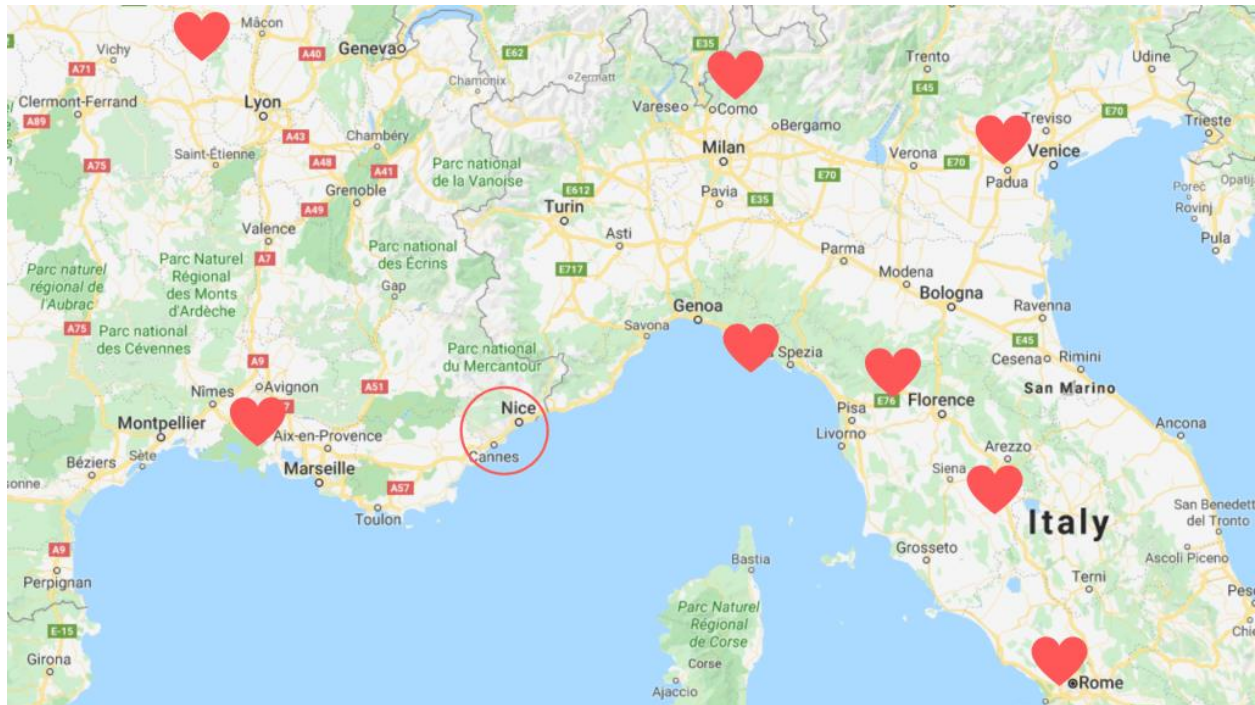 Mâcon
Vichy
A71
A40
Geneva
E62
E35
Trento
Udine
Chamonix
Zermatt
Clermont-Ferrand
A89
Lyon
Varese
Como
E45
E70
A43
Bergamo
Treviso
Trieste
Chambéry
Saint-Étienne
A75
A48
A41
Parc national
de la Vanoise
Milan
Verona
E70
Venice
E70
Grenoble
E612
Pavia
E35
Padua
Poreč
Opatij
A49
Turin
Rovinj
Valence
Asti
Pula
A7
Parc national
des Écrins
Parma
Parc naturel
régional de
l'Aubrac
Parc Naturel
Régional
des Monts
d'Ardèche
E717
Modena
Gap
Bologna
Genoa
Ravenna
A75
Parc national
des Cévennes
Savona
E45
Parc national
du Mercantour
Spezia
Cesena
Rimini
A9
A51
Nîmes
Avignon
San Marino
Nice
Pisa
E76
Florence
Montpellier
7
Aix-en-Provence
Livorno
Ancona
Béziers
Sète
Cannes
Arezzo
Marseille
Siena
sonne
A57
Toulon
San Benedett
del Tronto
Italy
A9
Bastia
Grosseto
Ascoli Piceno
Perpignan
Terni
Pesc
Parc Naturel
Régional
de Corse
E-15
Chie
Girona
Corse
Ajaccio
Rome